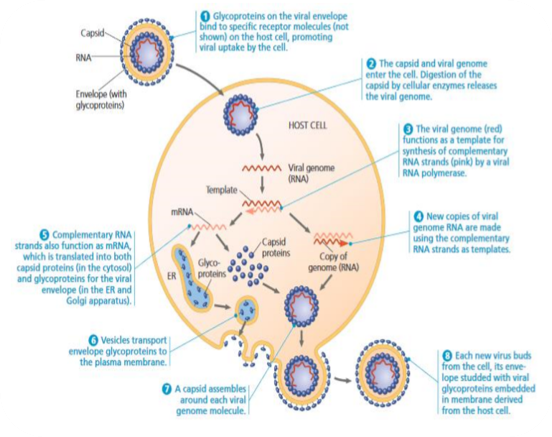 Capsid
RNA
Envelope (with
glycoproteins)
1 Glycoproteins on the viral envelope
bind to specific receptor molecules (not
shown) on the host cell, promoting
viral uptake by the cell.
2 The capsid and viral genome
enter the cell. Digestion of the
capsid by cellular enzymes releases
the viral genome.
HOST CELL
3 The viral genome (red)
functions as a template for
synthesis of complementary
RNA strands (pink) by a viral
RNA polymerase.
Viral genome
(RNA)
Template
mRNA
4 New copies of viral
genome RNA are made
using the complementary
RNA strands as templates.
5 Complementary RNA
strands also function as mRNA,
which is translated into both
capsid proteins (in the cytosol)
and glycoproteins for the viral
envelope (in the ER and
Golgi apparatus).
Capsid
proteins
Copy of
genome (RNA)
ER
Glyco-
proteins
6 Vesicles transport
envelope glycoproteins to
the plasma membrane.
7 A capsid assembles
around each viral
genome molecule.
8 Each new virus buds
from the cell, its enve-
lope studded with viral
glycoproteins embedded
in membrane derived
from the host cell.